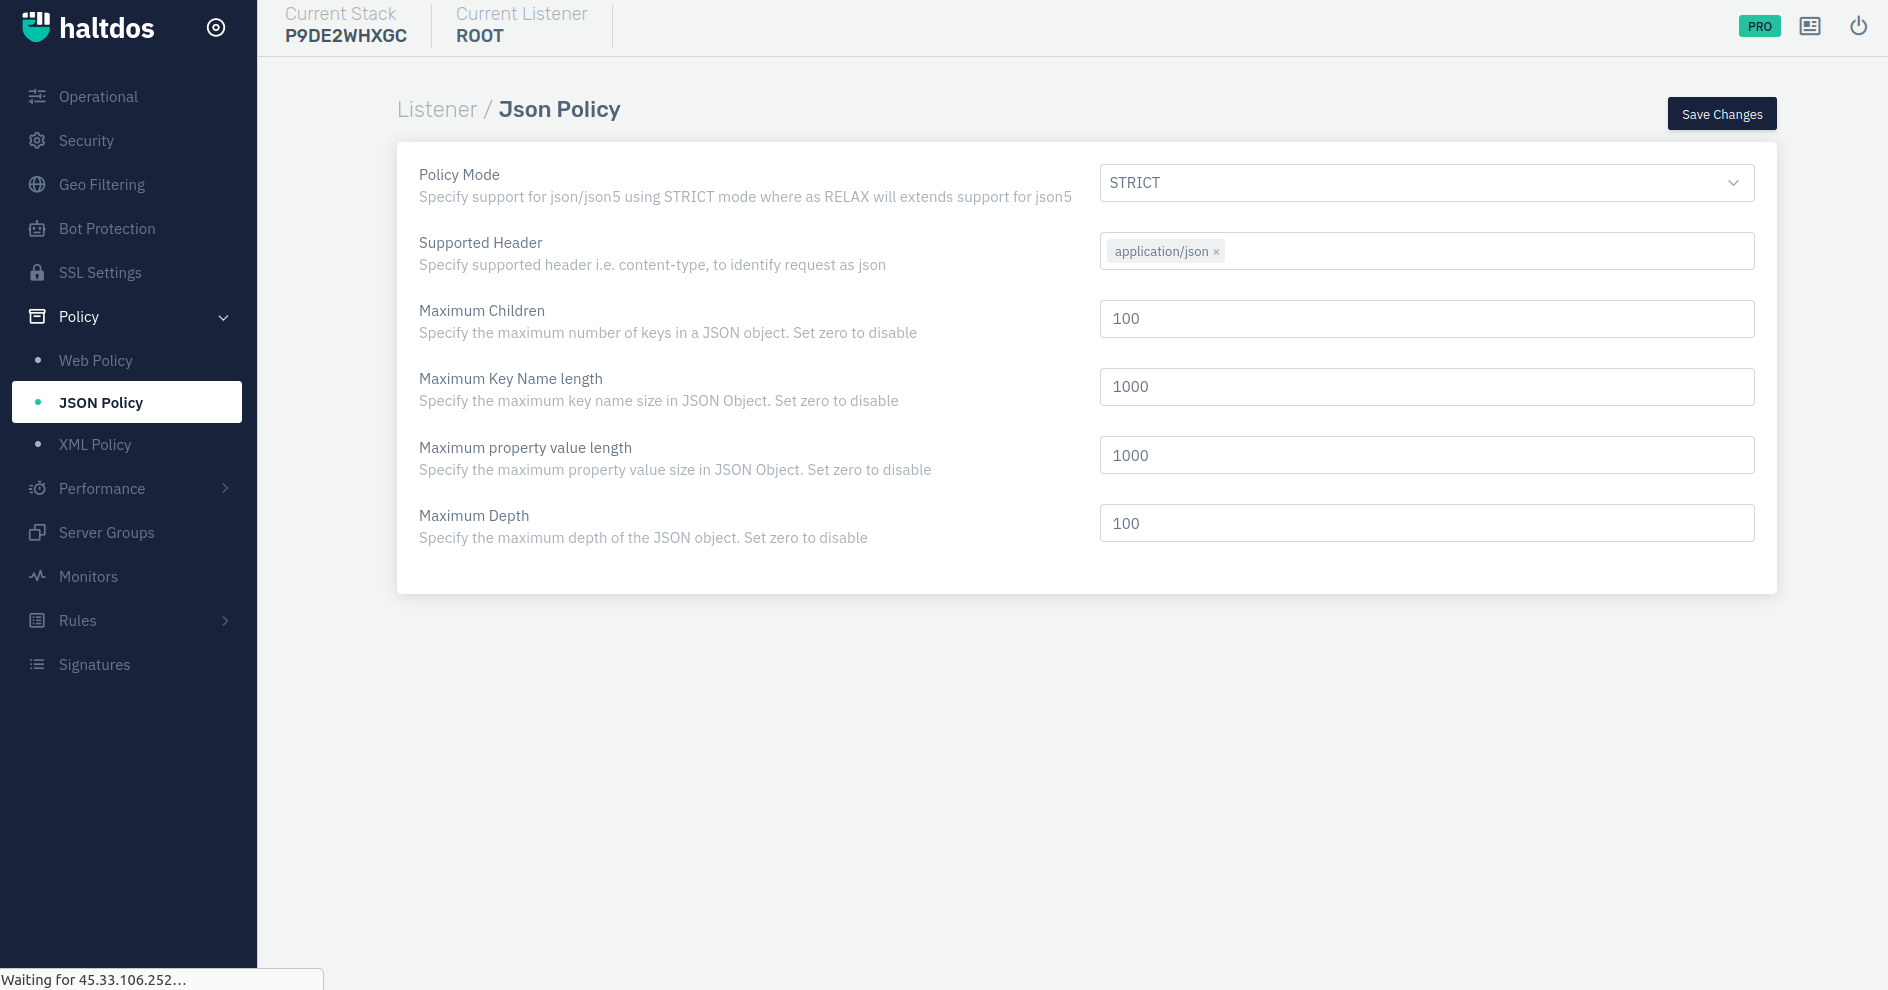 haltdos
Current Stack
P9DE2WHXGC
Current Listener
ROOT
PRO
Operational
Security
Geo Filtering
Bot Protection
SSL Settings
Policy
Web Policy
JSON Policy
XML Policy
Performance
Server Groups
Monitors
Rules
Signatures
Listener / Json Policy
Save Changes
Policy Mode
Specify support for json/json5 using STRICT mode where as RELAX will extends support for json5
STRICT
Supported Header
Specify supported header i.e. content-type, to identify request as json
application/json ×
Maximum Children
Specify the maximum number of keys in a JSON object. Set zero to disable
100
Maximum Key Name length
Specify the maximum key name size in JSON Object. Set zero to disable
1000
Maximum property value length
Specify the maximum property value size in JSON Object. Set zero to disable
1000
Maximum Depth
Specify the maximum depth of the JSON object. Set zero to disable
100
Waiting for 45.33.106.252...